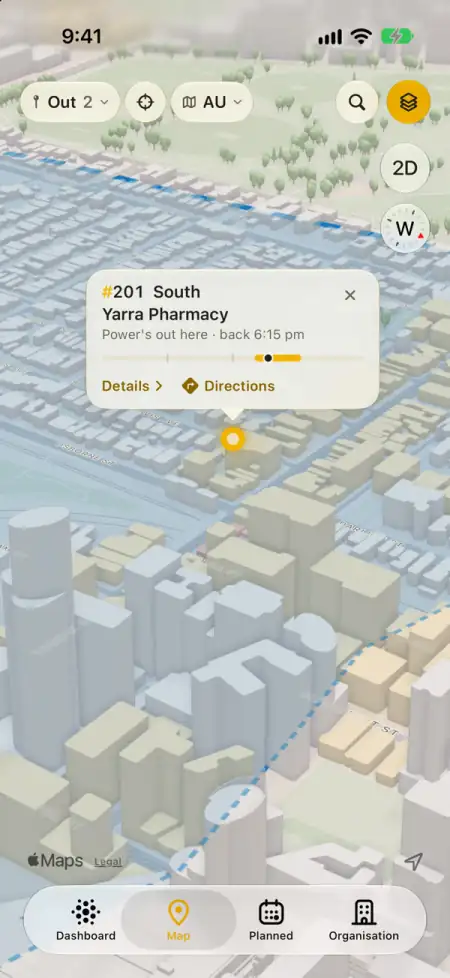 9:41
Out 2
AU
2D
W
#201 South
Yarra Pharmacy
Power's out here · back 6:15 pm
Details
Directions
Maps Legal
Dashboard
Map
Planned
Organisation